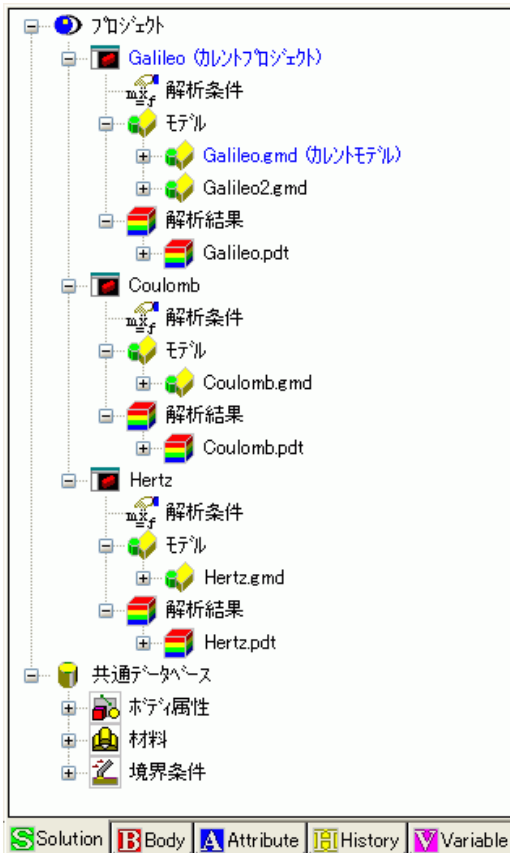 プロジェクト
Galileo (カレントプロジェクト)
mẍ=f 解析条件
モデル
Galileo.gmd (カレントモデル)
Galileo2.gmd
解析結果
Galileo.pdt
Coulomb
mẍ=f 解析条件
モデル
Coulomb.gmd
解析結果
Coulomb.pdt
Hertz
mẍ=f 解析条件
モデル
Hertz.gmd
解析結果
Hertz.pdt
共通データベース
ボディ属性
材料
境界条件
S Solution B Body A Attribute H History V Variable